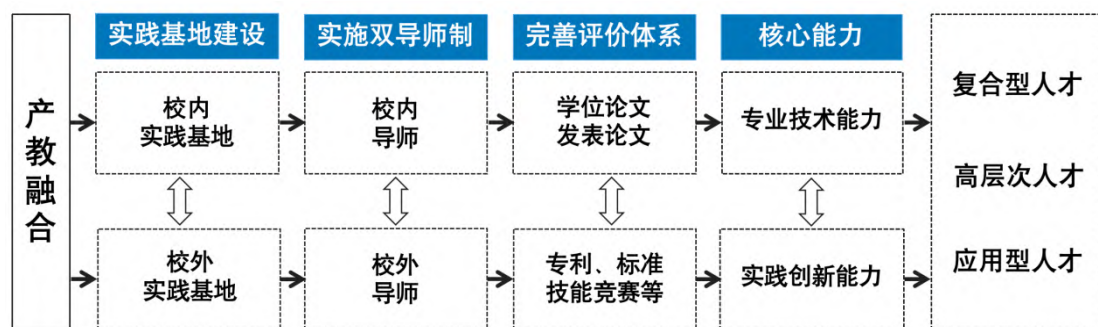 产教融合
实践基地建设
实施双导师制
完善评价体系
核心能力
校内
实践基地
校内
导师
学位论文
发表论文
专业技术能力
校外
实践基地
校外
导师
专利、标准
技能竞赛等
实践创新能力
复合型人才
高层次人才
应用型人才